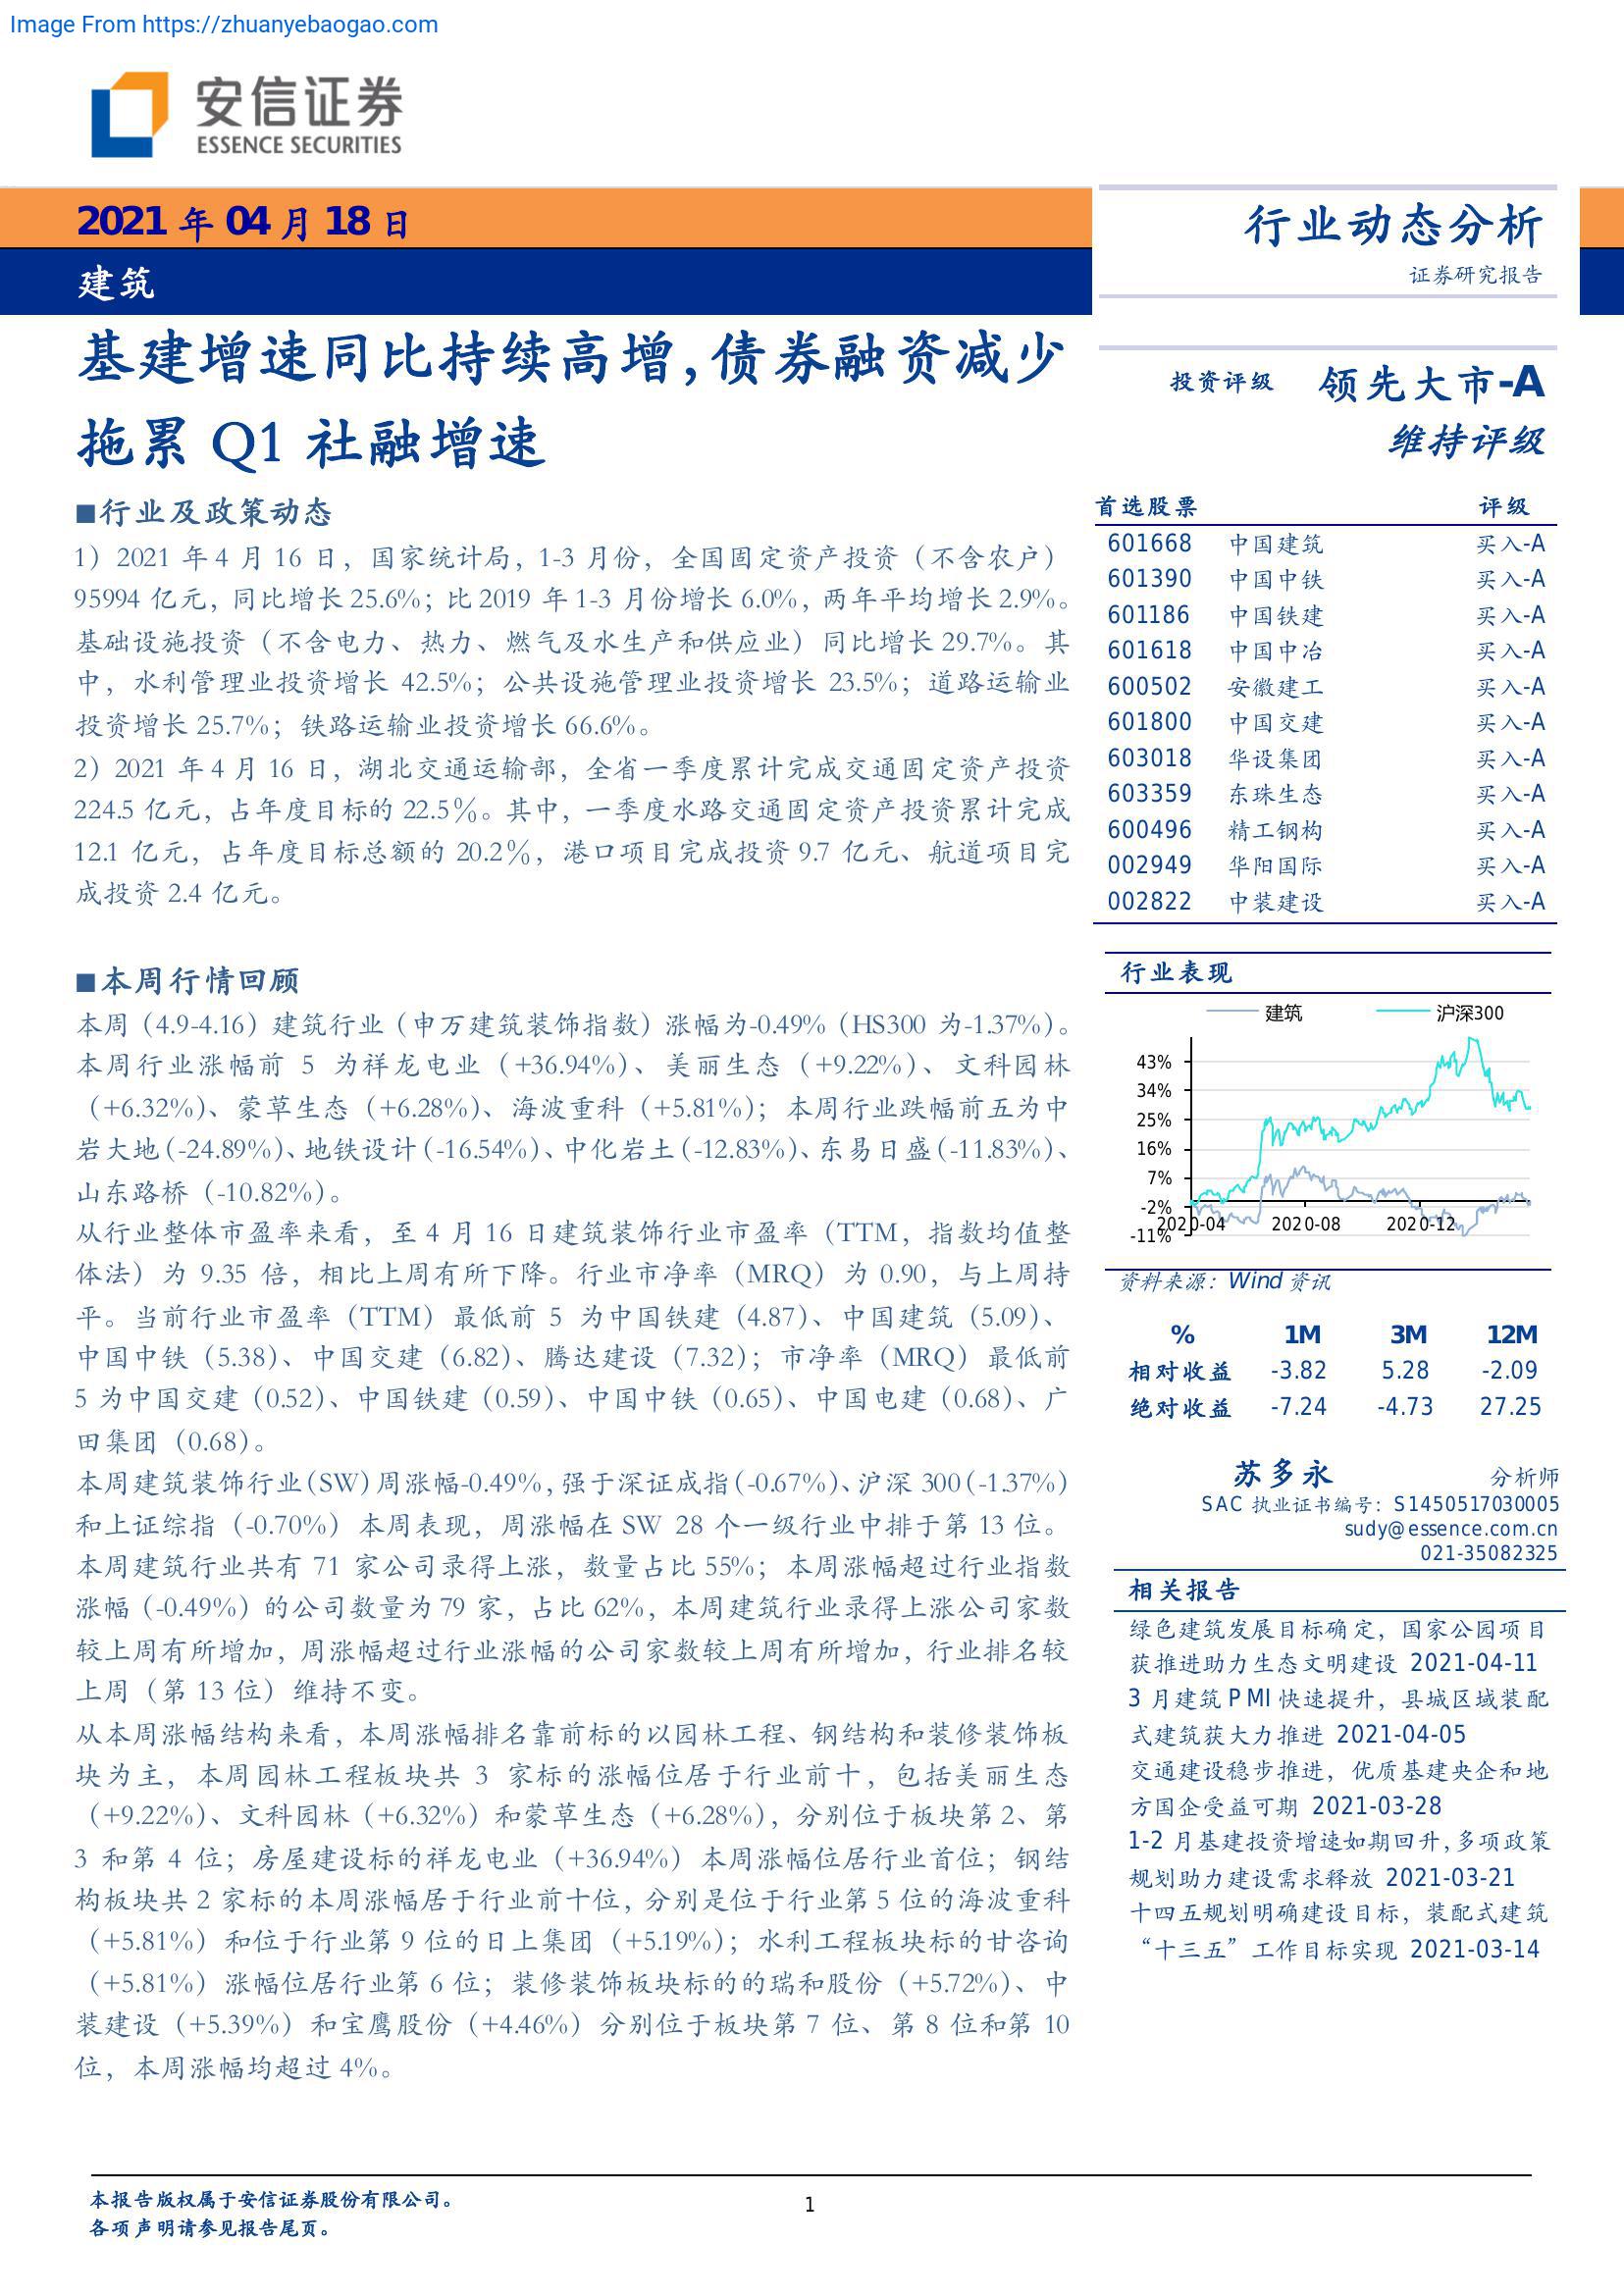 Image From https://zhuanyebaogao.com
安信证券
ESSENCE SECURITIES
2021 年 04 月 18 日
建筑
行业动态分析
证券研究报告
基建增速同比持续高增,债券融资减少
拖累 Q1 社融增速
■行业及政策动态
1）2021 年 4 月 16 日，国家统计局，1-3 月份，全国固定资产投资（不含农户）
95994 亿元，同比增长 25.6%；比 2019 年 1-3 月份增长 6.0%，两年平均增长 2.9%。
基础设施投资（不含电力、热力、燃气及水生产和供应业）同比增长 29.7%。其
中，水利管理业投资增长 42.5%；公共设施管理业投资增长 23.5%；道路运输业
投资增长 25.7%；铁路运输业投资增长 66.6%。
2）2021 年 4 月 16 日，湖北交通运输部，全省一季度累计完成交通固定资产投资
224.5 亿元，占年度目标的 22.5％。其中，一季度水路交通固定资产投资累计完成
12.1 亿元，占年度目标总额的 20.2％，港口项目完成投资 9.7 亿元、航道项目完
成投资 2.4 亿元。
■本周行情回顾
本周（4.9-4.16）建筑行业（申万建筑装饰指数）涨幅为-0.49%（HS300 为-1.37%）。
本周行业涨幅前 5 为祥龙电业（+36.94%）、美丽生态（+9.22%）、文科园林
（+6.32%）、蒙草生态（+6.28%）、海波重科（+5.81%）；本周行业跌幅前五为中
岩大地（-24.89%）、地铁设计（-16.54%）、中化岩土（-12.83%）、东易日盛（-11.83%）、
山东路桥（-10.82%）。
从行业整体市盈率来看，至 4 月 16 日建筑装饰行业市盈率（TTM，指数均值整
体法）为 9.35 倍，相比上周有所下降。行业市净率（MRQ）为 0.90，与上周持
平。当前行业市盈率（TTM）最低前 5 为中国铁建（4.87）、中国建筑（5.09）、
中国中铁（5.38）、中国交建（6.82）、腾达建设（7.32）；市净率（MRQ）最低前
5 为中国交建（0.52）、中国铁建（0.59）、中国中铁（0.65）、中国电建（0.68）、广
田集团（0.68）。
本周建筑装饰行业（SW）周涨幅-0.49%，强于深证成指（-0.67%）、沪深 300（-1.37%）
和上证综指（-0.70%）本周表现，周涨幅在 SW 28 个一级行业中排于第 13 位。
本周建筑行业共有 71 家公司录得上涨，数量占比 55%；本周涨幅超过行业指数
涨幅（-0.49%）的公司数量为 79 家，占比 62%，本周建筑行业录得上涨公司家数
较上周有所增加，周涨幅超过行业涨幅的公司家数较上周有所增加，行业排名较
上周（第 13 位）维持不变。
从本周涨幅结构来看，本周涨幅排名靠前标的以园林工程、钢结构和装修装饰板
块为主，本周园林工程板块共 3 家标的涨幅位居于行业前十，包括美丽生态
（+9.22%）、文科园林（+6.32%）和蒙草生态（+6.28%），分别位于板块第 2、第
3 和第 4 位；房屋建设标的祥龙电业（+36.94%）本周涨幅位居行业首位；钢结
构板块共 2 家标的本周涨幅居于行业前十位，分别是位于行业第 5 位的海波重科
（+5.81%）和位于行业第 9 位的日上集团（+5.19%）；水利工程板块标的甘咨询
（+5.81%）涨幅位居行业第 6 位；装修装饰板块标的的瑞和股份（+5.72%）、中
装建设（+5.39%）和宝鹰股份（+4.46%）分别位于板块第 7 位、第 8 位和第 10
位，本周涨幅均超过 4%。
投资评级 领先大市-A
维持评级
首选股票 评级
601668 中国建筑 买入-A
601390 中国中铁 买入-A
601186 中国铁建 买入-A
601618 中国中冶 买入-A
600502 安徽建工 买入-A
601800 中国交建 买入-A
603018 华设集团 买入-A
603359 东珠生态 买入-A
600496 精工钢构 买入-A
002949 华阳国际 买入-A
002822 中装建设 买入-A
行业表现
建筑 沪深300
43%
34%
25%
16%
7%
-2%
-11%
2020-04 2020-08 2020-12
资料来源：Wind 资讯
% 1M 3M 12M
相对收益 -3.82 5.28 -2.09
绝对收益 -7.24 -4.73 27.25
苏多永 分析师
SAC 执业证书编号：S1450517030005
sudy@essence.com.cn
021-35082325
相关报告
绿色建筑发展目标确定，国家公园项目
获推进助力生态文明建设 2021-04-11
3 月建筑 PMI 快速提升，县城区域装配
式建筑获大力推进 2021-04-05
交通建设稳步推进，优质基建央企和地
方国企受益可期 2021-03-28
1-2 月基建投资增速如期回升，多项政策
规划助力建设需求释放 2021-03-21
十四五规划明确建设目标，装配式建筑
“十三五”工作目标实现 2021-03-14
本报告版权属于安信证券股份有限公司。
各项声明请参见报告尾页。
1